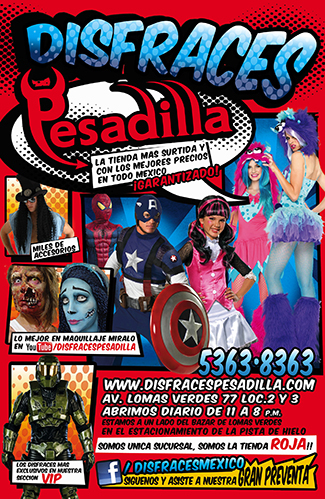 DISFRACES
Pesadilla
LA TIENDA MAS SURTIDA Y
CON LOS MEJORES PRECIOS
EN TODO MEXICO
¡GARANTIZADO!
MILES DE
ACCESORIOS
LO MEJOR EN MAQUILLAJE MIRALO
EN YouTube/DISFRACESPESADILLA
5363·8363
WWW.DISFRACESPESADILLA.COM
AV. LOMAS VERDES 77 LOC.2 Y 3
ABRIMOS DIARIO DE 11 A 8 P.M.
ESTAMOS A UN LADO DEL BAZAR DE LOMAS VERDES
EN EL ESTACIONAMIENTO DE LA PISTA DE HIELO
SOMOS UNICA SUCURSAL, SOMOS LA TIENDA ROJA!!
LOS DISFRACES MAS
EXCLUSIVOS EN NUESTRA
SECCION VIP
f / DISFRACESMEXICO
SIGUENOS Y ASISTE A NUESTRA GRAN PREVENTA